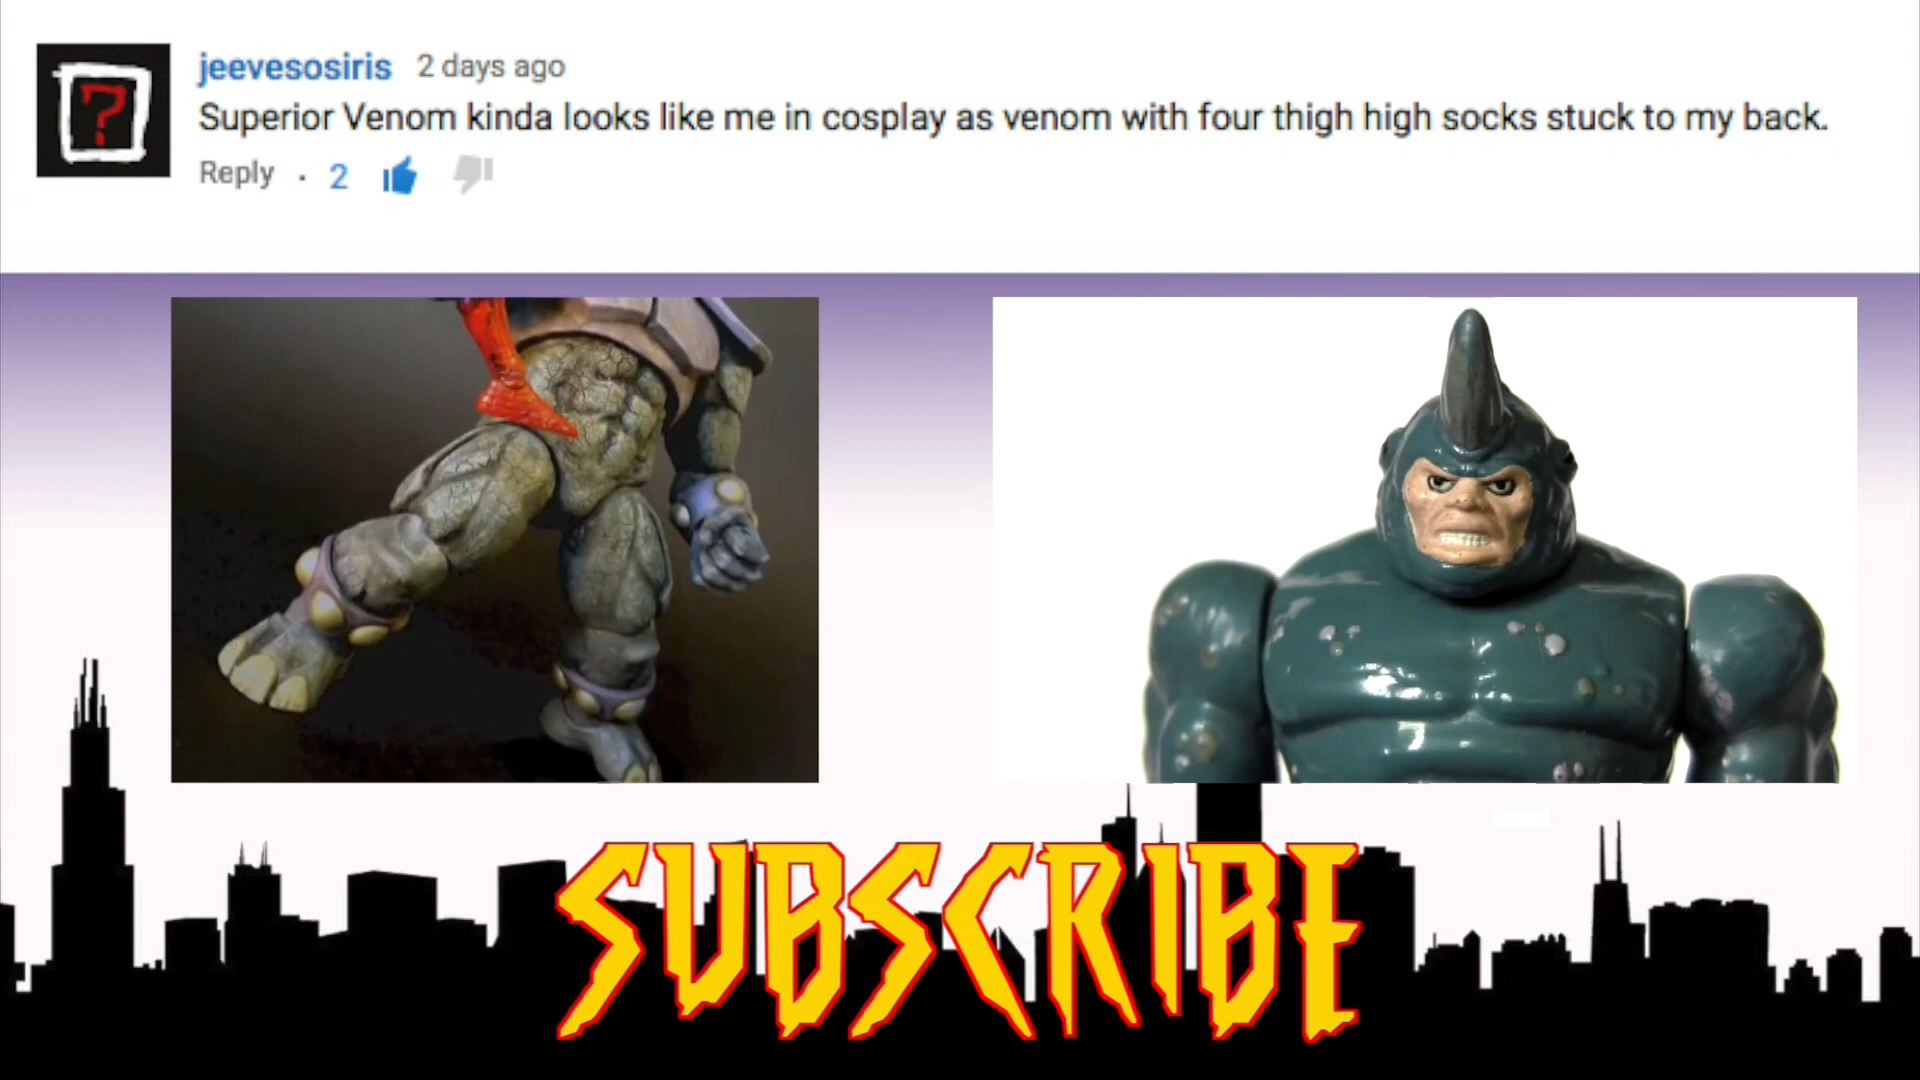 ?
jeevesosiris 2 days ago
Superior Venom kinda looks like me in cosplay as venom with four thigh high socks stuck to my back.
Reply · 2
SUBSCRIBE